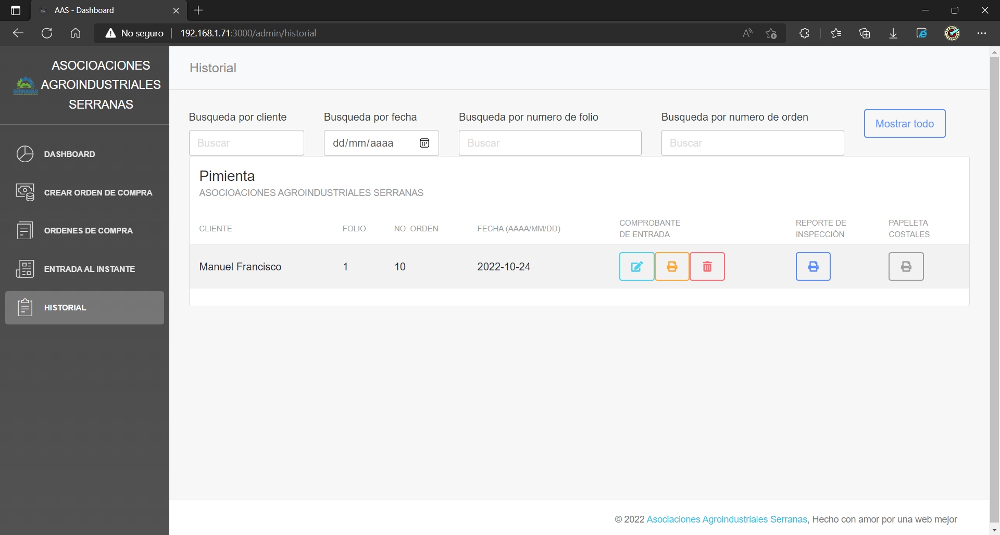 AAS - Dashboard
No seguro
192.168.1.71:3000/admin/historial
ASOCIOACIONES
AGROINDUSTRIALES
SERRANAS
SERRANAS
DASHBOARD
CREAR ORDEN DE COMPRA
ORDENES DE COMPRA
ENTRADA AL INSTANTE
HISTORIAL
Historial
Busqueda por cliente
Busqueda por fecha
Busqueda por numero de folio
Busqueda por numero de orden
Mostrar todo
Buscar
dd/mm/aaaa
Buscar
Buscar
Pimienta
ASOCIOACIONES AGROINDUSTRIALES SERRANAS
CLIENTE
FOLIO
NO. ORDEN
FECHA (AAAA/MM/DD)
COMPROBANTE
DE ENTRADA
REPORTE DE
INSPECCIÓN
PAPELETA
COSTALES
Manuel Francisco
1
10
2022-10-24
© 2022 Asociaciones Agroindustriales Serranas, Hecho con amor por una web mejor